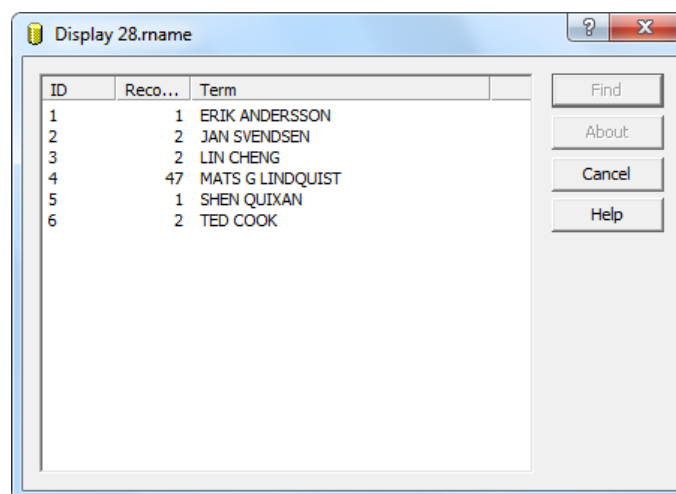 Display 28.rname
? X
ID Reco... Term
1 1 ERIK ANDERSSON
2 2 JAN SVENDSEN
3 2 LIN CHENG
4 47 MATS G LINDQUIST
5 1 SHEN QUIXAN
6 2 TED COOK
Find
About
Cancel
Help